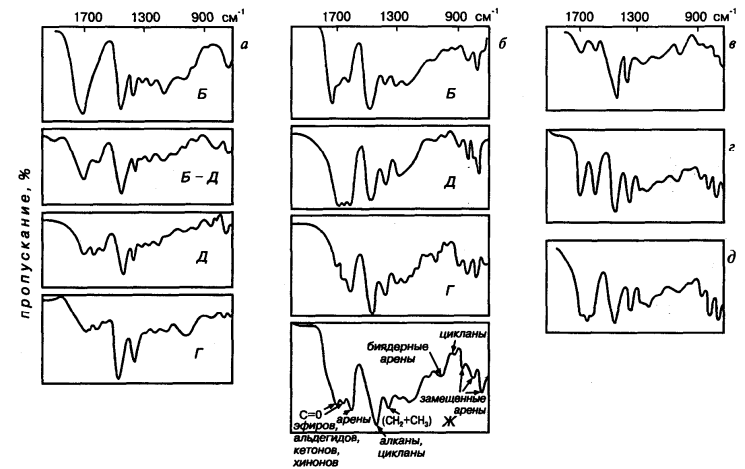 1700 1300 900 см-1
1700 1300 900 см-1
1700 1300 900 см-1
а
Б
Б – Д
Д
Г
б
Б
Д
Г
цикланы
биядерные
арены
замещенные
арены
С=0
эфиров,
альдегидов,
кетонов,
хинонов
арены
(CH2+CH3)
Ж
алканы,
цикланы
в
г
д
пропускание, %